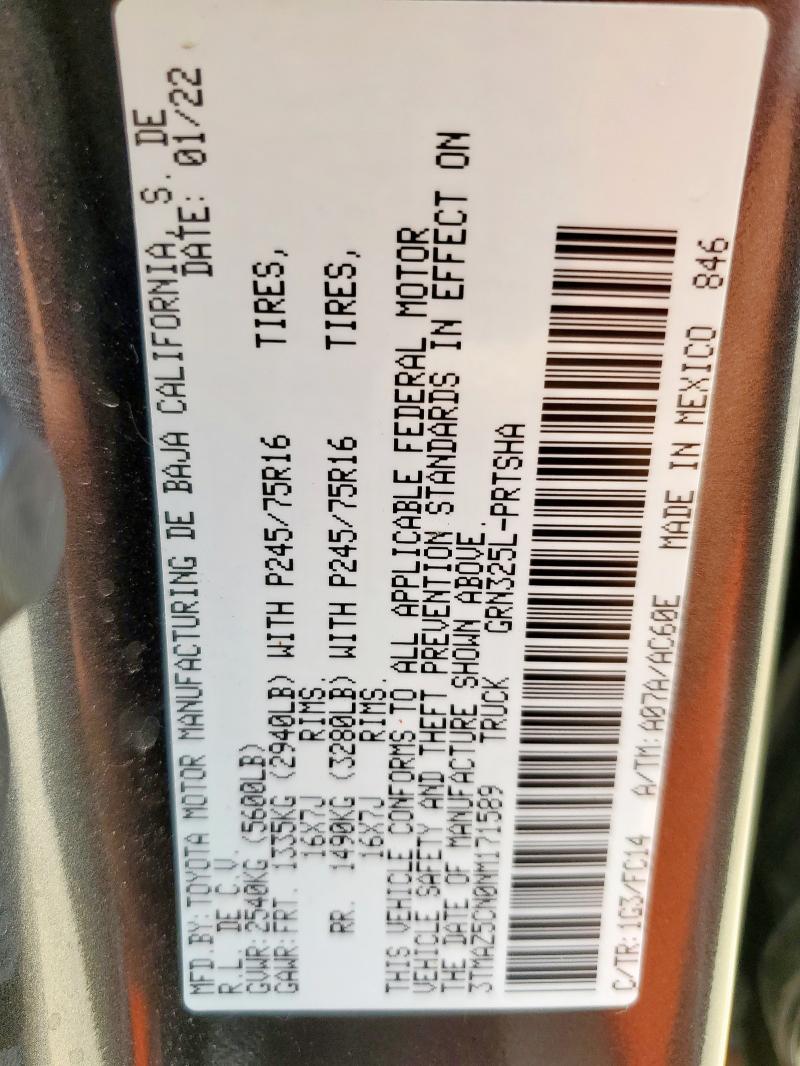 MFD.BY: TOYOTA MOTOR MANUFACTURING DE BAJA CALIFORNIA, S. DE
R.L. DE C.V. DATE: 01/22
GVWR: 2540KG (5600LB)
GAWR: FRT. 1335KG (2940LB) WITH P245/75R16 TIRES,
16X7J RIMS.
RR. 1490KG (3280LB) WITH P245/75R16 TIRES,
16X7J RIMS.
THIS VEHICLE CONFORMS TO ALL APPLICABLE FEDERAL MOTOR
VEHICLE SAFETY AND THEFT PREVENTION STANDARDS IN EFFECT ON
THE DATE OF MANUFACTURE SHOWN ABOVE.
3TMAZ5CN0NM171589 TRUCK GRN325L-PRTSHA
C/TR: 1G3/FC14 A/TM: A07A/AC60E MADE IN MEXICO 846